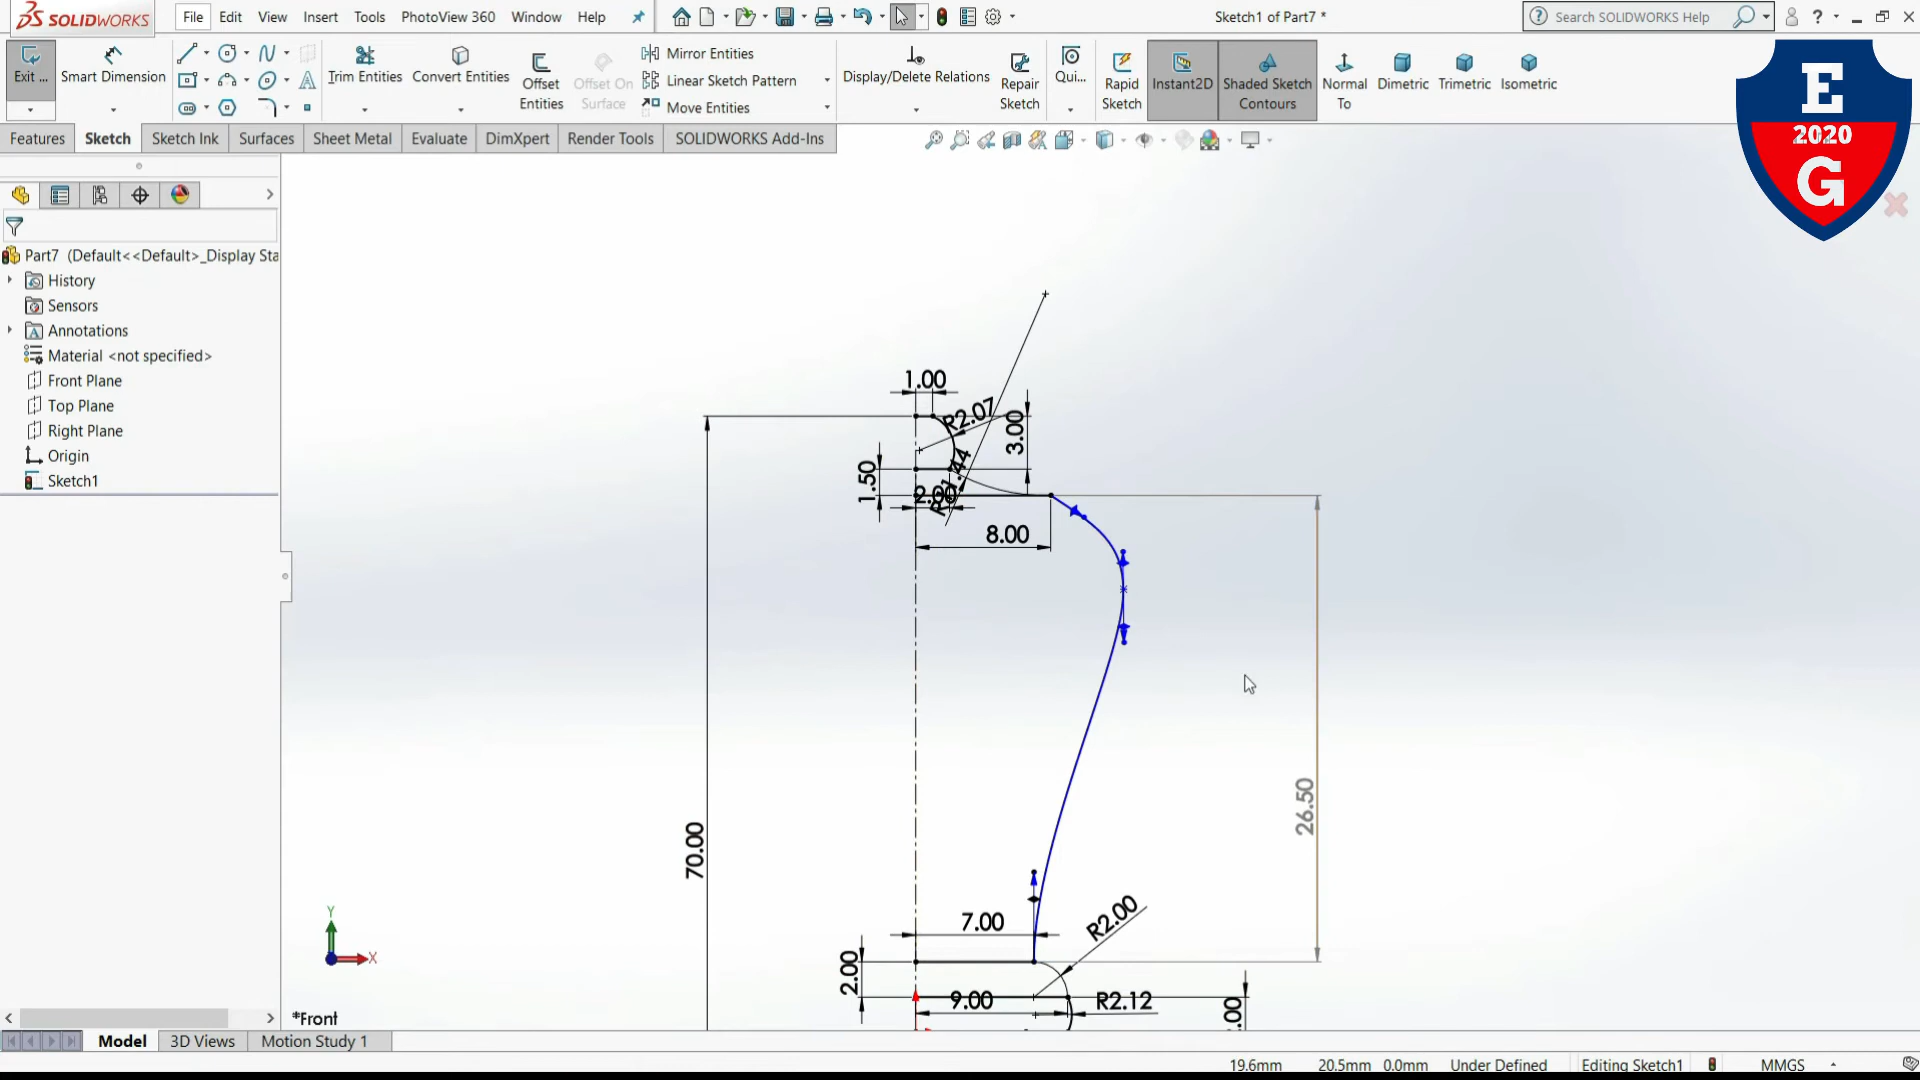 SOLIDWORKS File Edit View Insert Tools PhotoView 360 Window Help Sketch1 of Part7 * Search SOLIDWORKS Help ?
Exit ... Smart Dimension Trim Entities Convert Entities Offset Entities Offset On Surface Mirror Entities Linear Sketch Pattern Move Entities Display/Delete Relations Repair Sketch Qui... Rapid Sketch Instant2D Shaded Sketch Contours Normal To Dimetric Trimetric Isometric
E
2020
G
Features Sketch Sketch Ink Surfaces Sheet Metal Evaluate DimXpert Render Tools SOLIDWORKS Add-Ins
Part7 (Default<<Default>_Display Sta
History
Sensors
Annotations
Material <not specified>
Front Plane
Top Plane
Right Plane
Origin
Sketch1
1.00
R2.07
3.00
1.50
2.00
8.00
70.00
26.50
7.00
R2.00
2.00
9.00
R2.12
.00
Y
X
*Front
Model 3D Views Motion Study 1
19.6mm 20.5mm 0.0mm Under Defined Editing Sketch1 MMGS